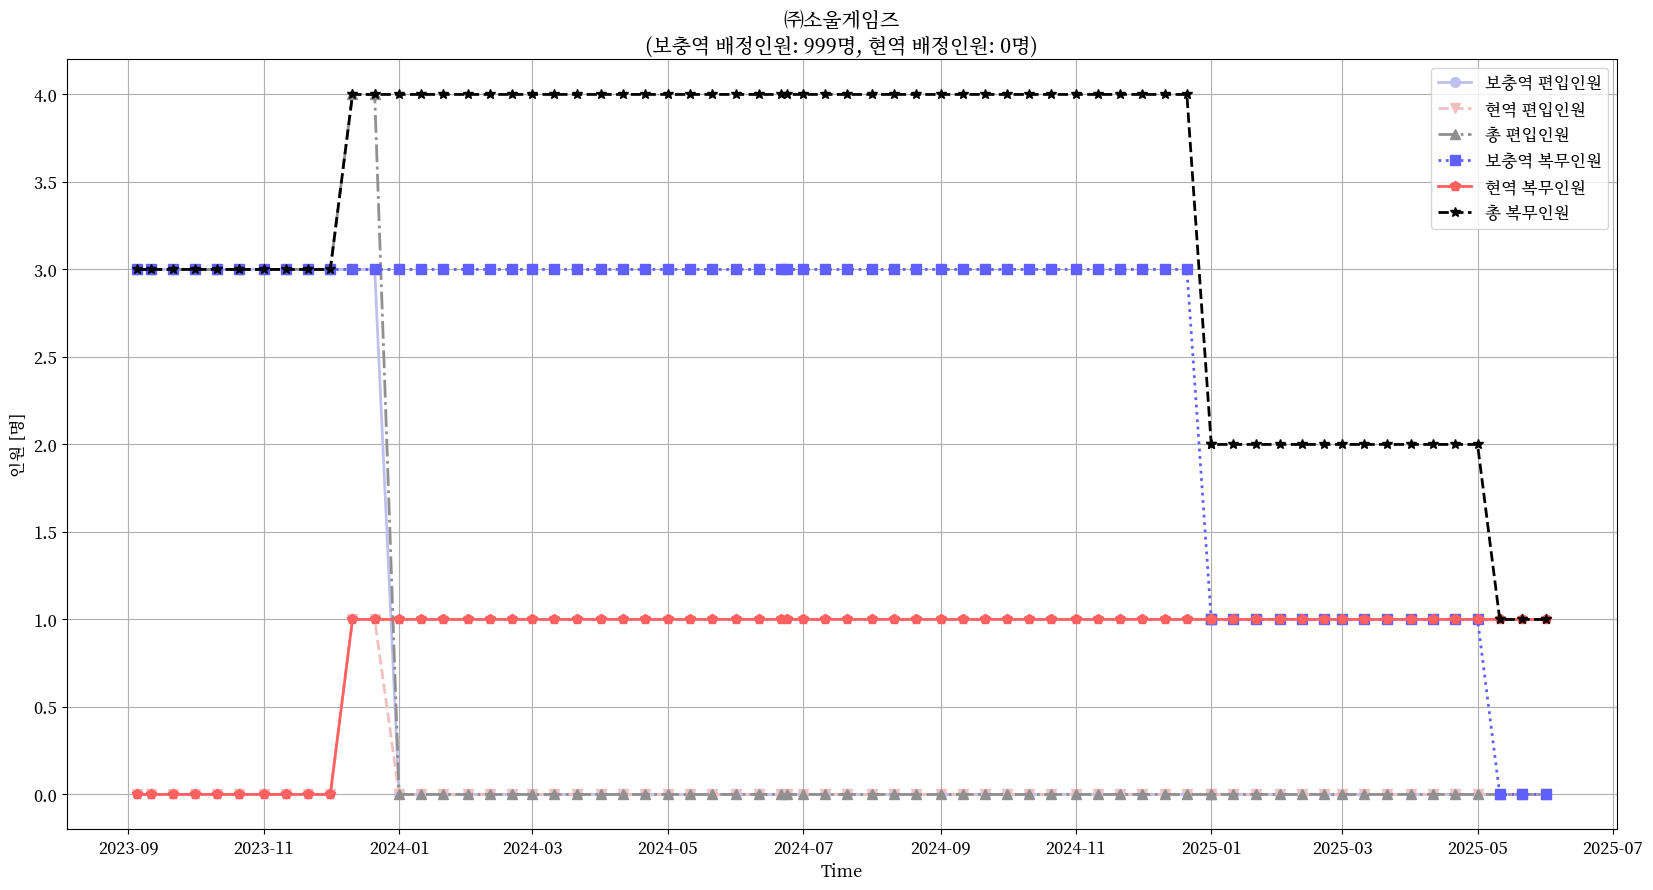 ㈜소울게임즈
(보충역 배정인원: 999명, 현역 배정인원: 0명)
보충역 편입인원
현역 편입인원
총 편입인원
보충역 복무인원
현역 복무인원
총 복무인원
인원 [명]
4.0
3.5
3.0
2.5
2.0
1.5
1.0
0.5
0.0
2023-09 2023-11 2024-01 2024-03 2024-05 2024-07 2024-09 2024-11 2025-01 2025-03 2025-05 2025-07
Time